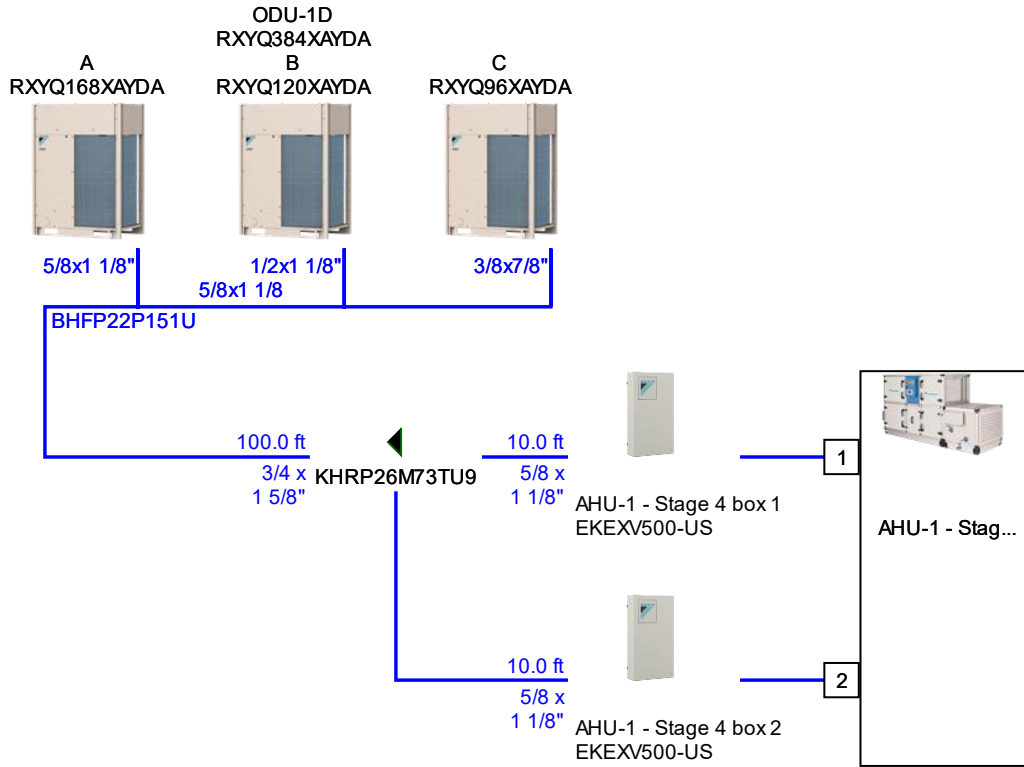 ODU-1D
RXYQ384XAYDA
A
B
C
RXYQ168XAYDA
RXYQ120XAYDA
RXYQ96XAYDA
5/8x1 1/8"
1/2x1 1/8"
3/8x7/8"
5/8x1 1/8
BHFP22P151U
100.0 ft
3/4 x
1 5/8"
KHRP26M73TU9
10.0 ft
5/8 x
1 1/8"
AHU-1 - Stage 4 box 1
EKEXV500-US
1
AHU-1 - Stag...
10.0 ft
5/8 x
1 1/8"
AHU-1 - Stage 4 box 2
EKEXV500-US
2